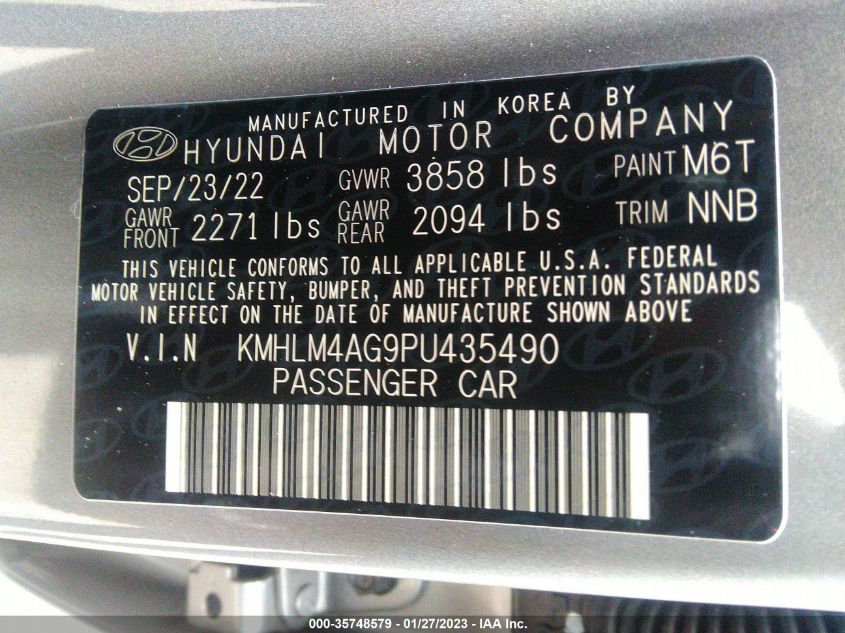 MANUFACTURED IN KOREA BY
HYUNDAI MOTOR COMPANY
SEP/23/22 GVWR 3858 lbs PAINT M6T
GAWR FRONT 2271 lbs GAWR REAR 2094 lbs TRIM NNB
THIS VEHICLE CONFORMS TO ALL APPLICABLE U.S.A. FEDERAL
MOTOR VEHICLE SAFETY, BUMPER, AND THEFT PREVENTION STANDARDS
IN EFFECT ON THE DATE OF MANUFACTURE SHOWN ABOVE
V.I.N KMHLM4AG9PU435490
PASSENGER CAR
000-35748579 - 01/27/2023 - IAA Inc.